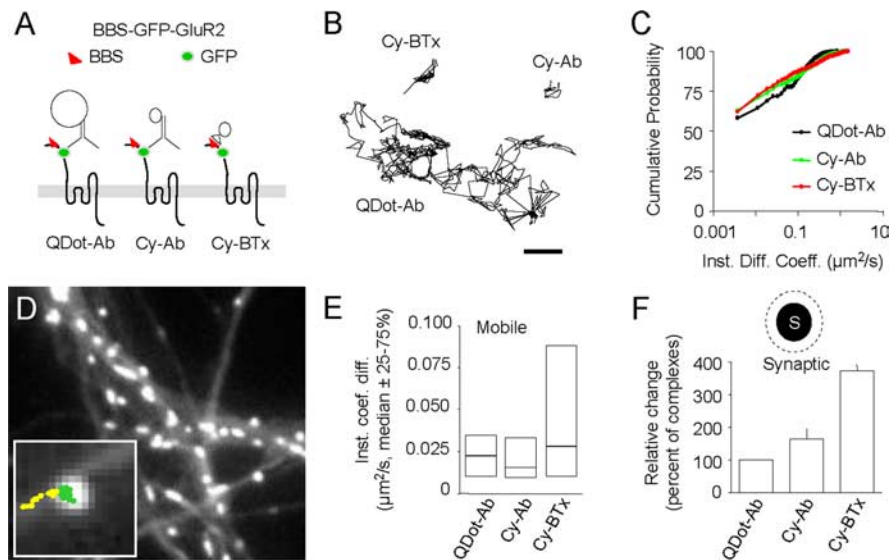 A
BBS-GFP-GluR2
BBS
GFP
QDot-Ab
Cy-Ab
Cy-BTx
B
Cy-BTx
Cy-Ab
QDot-Ab
C
Cumulative Probability
100
75
50
25
0
QDot-Ab
Cy-Ab
Cy-BTx
0.001
0.1
10
Inst. Diff. Coeff. (µm²/s)
D
E
Inst. coef. diff.
(µm²/s, median ± 25-75%)
0.100
0.075
0.050
0.025
0
Mobile
QDot-Ab
Cy-Ab
Cy-BTx
F
S
Synaptic
Relative change
(percent of complexes)
400
300
200
100
0
QDot-Ab
Cy-Ab
Cy-BTx